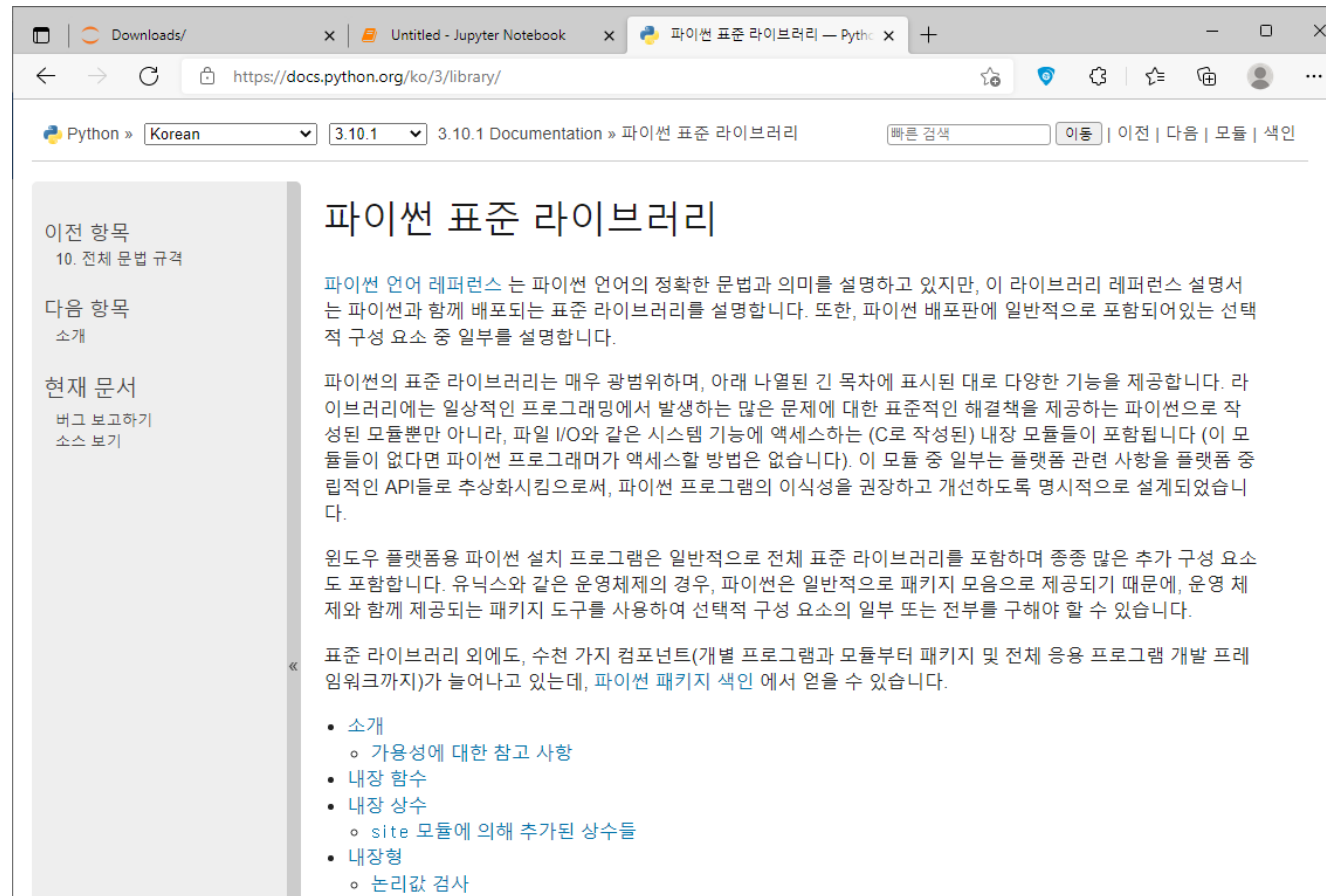 Downloads/
Untitled - Jupyter Notebook
파이썬 표준 라이브러리 — Pytho
https://docs.python.org/ko/3/library/
Python » Korean 3.10.1 3.10.1 Documentation » 파이썬 표준 라이브러리 빠른 검색 이동 | 이전 | 다음 | 모듈 | 색인
이전 항목
10. 전체 문법 규격
다음 항목
소개
현재 문서
버그 보고하기
소스 보기
«
파이썬 표준 라이브러리
파이썬 언어 레퍼런스 는 파이썬 언어의 정확한 문법과 의미를 설명하고 있지만, 이 라이브러리 레퍼런스 설명서
는 파이썬과 함께 배포되는 표준 라이브러리를 설명합니다. 또한, 파이썬 배포판에 일반적으로 포함되어있는 선택
적 구성 요소 중 일부를 설명합니다.
파이썬의 표준 라이브러리는 매우 광범위하며, 아래 나열된 긴 목차에 표시된 대로 다양한 기능을 제공합니다. 라
이브러리에는 일상적인 프로그래밍에서 발생하는 많은 문제에 대한 표준적인 해결책을 제공하는 파이썬으로 작
성된 모듈뿐만 아니라, 파일 I/O와 같은 시스템 기능에 액세스하는 (C로 작성된) 내장 모듈들이 포함됩니다 (이 모
듈들이 없다면 파이썬 프로그래머가 액세스할 방법은 없습니다). 이 모듈 중 일부는 플랫폼 관련 사항을 플랫폼 중
립적인 API들로 추상화시킴으로써, 파이썬 프로그램의 이식성을 권장하고 개선하도록 명시적으로 설계되었습니
다.
윈도우 플랫폼용 파이썬 설치 프로그램은 일반적으로 전체 표준 라이브러리를 포함하며 종종 많은 추가 구성 요소
도 포함합니다. 유닉스와 같은 운영체제의 경우, 파이썬은 일반적으로 패키지 모음으로 제공되기 때문에, 운영 체
제와 함께 제공되는 패키지 도구를 사용하여 선택적 구성 요소의 일부 또는 전부를 구해야 할 수 있습니다.
표준 라이브러리 외에도, 수천 가지 컴포넌트(개별 프로그램과 모듈부터 패키지 및 전체 응용 프로그램 개발 프레
임워크까지)가 늘어나고 있는데, 파이썬 패키지 색인 에서 얻을 수 있습니다.
• 소개
◦ 가용성에 대한 참고 사항
• 내장 함수
• 내장 상수
◦ site 모듈에 의해 추가된 상수들
• 내장형
◦ 논리값 검사